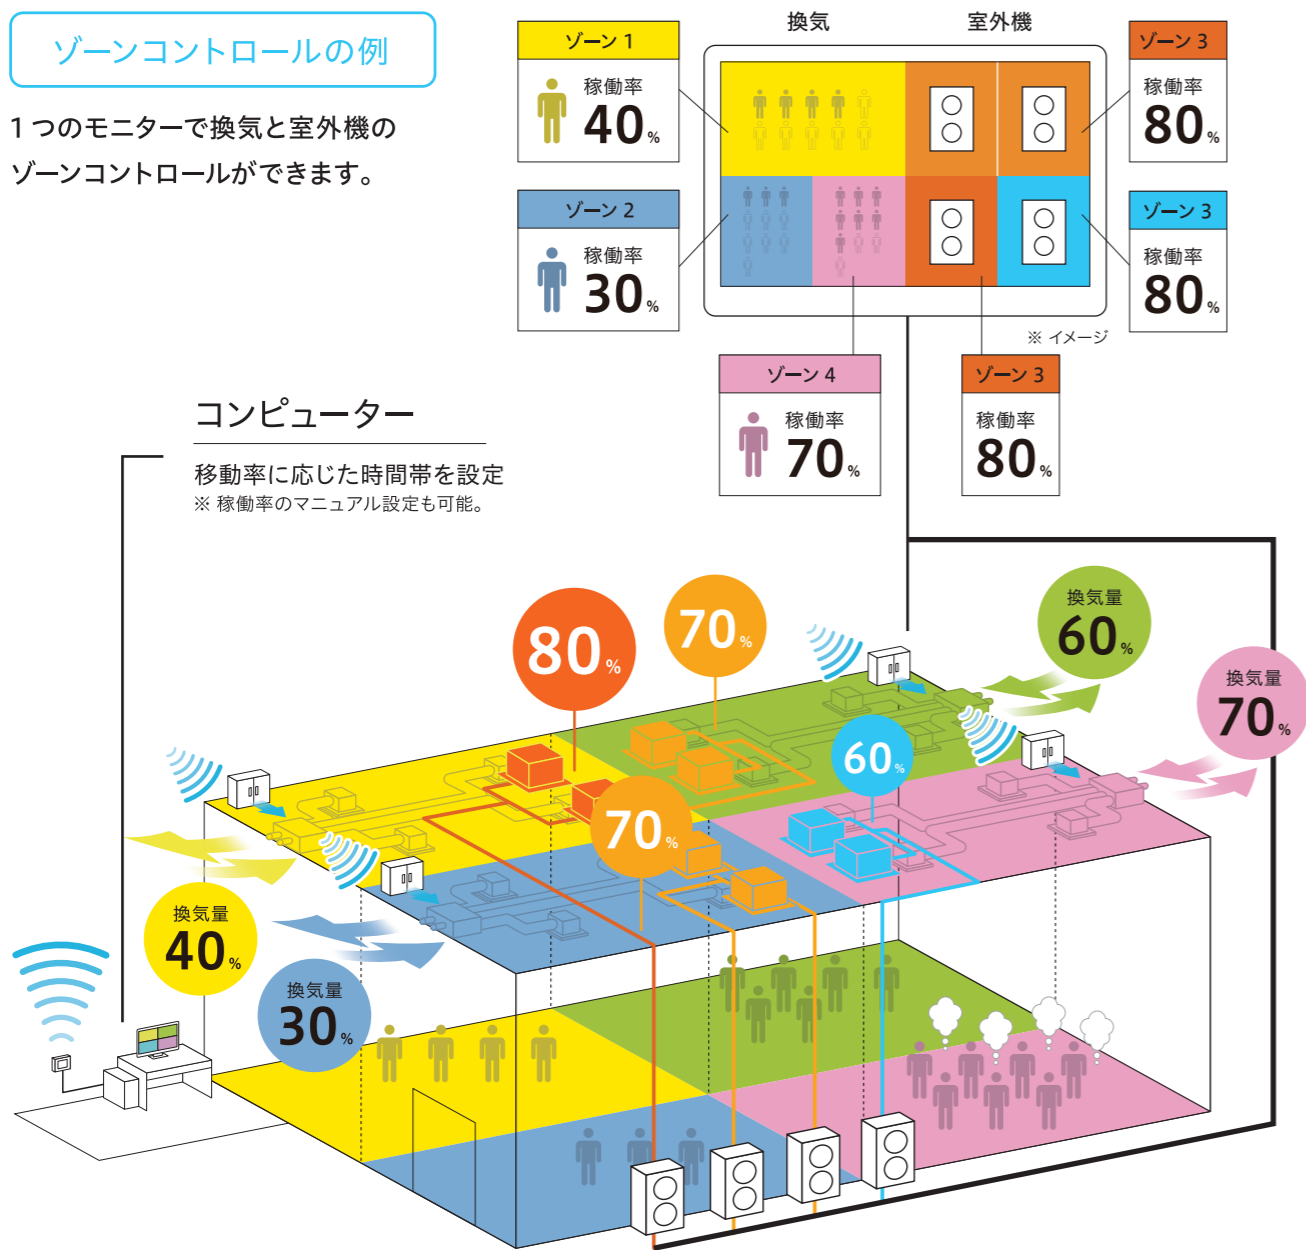 ゾーンコントロールの例
1つのモニターで換気と室外機の
ゾーンコントロールができます。
換気
室外機
ゾーン 1
稼働率
40%
ゾーン 2
稼働率
30%
ゾーン 3
稼働率
80%
ゾーン 3
稼働率
80%
※ イメージ
ゾーン 4
稼働率
70%
ゾーン 3
稼働率
80%
コンピューター
移動率に応じた時間帯を設定
※ 稼働率のマニュアル設定も可能。
80%
70%
換気量
60%
換気量
70%
60%
70%
換気量
40%
換気量
30%